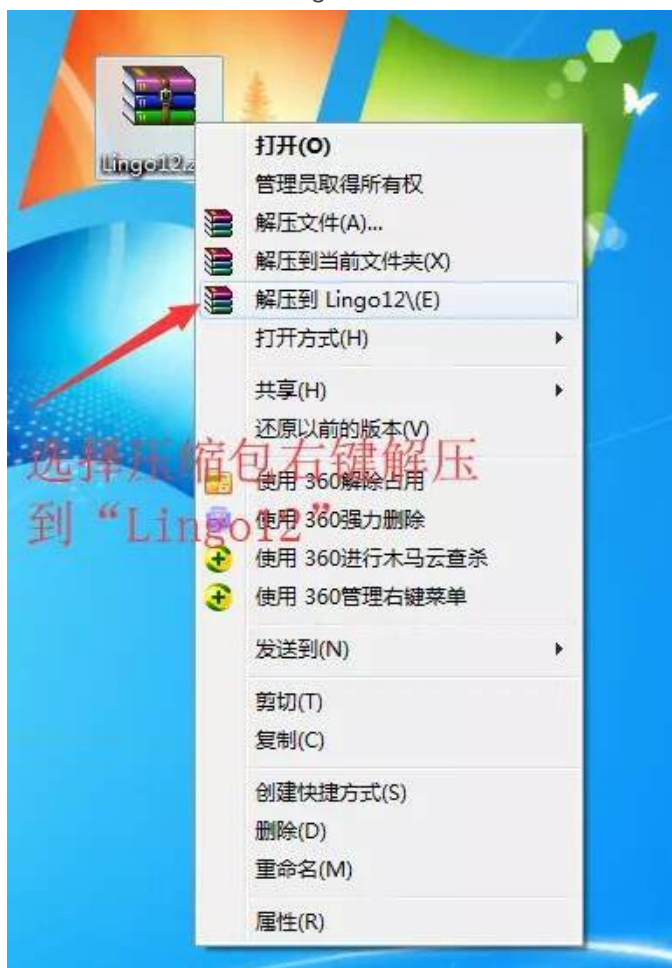 Lingo12.z
打开(O)
管理员取得所有权
解压文件(A)...
解压到当前文件夹(X)
解压到 Lingo12\(E)
打开方式(H)
共享(H)
还原以前的版本(V)
选择压缩包右键解压
到“Lingo12”
使用 360解除占用
使用 360强力删除
使用 360进行木马云查杀
使用 360管理右键菜单
发送到(N)
剪切(T)
复制(C)
创建快捷方式(S)
删除(D)
重命名(M)
属性(R)